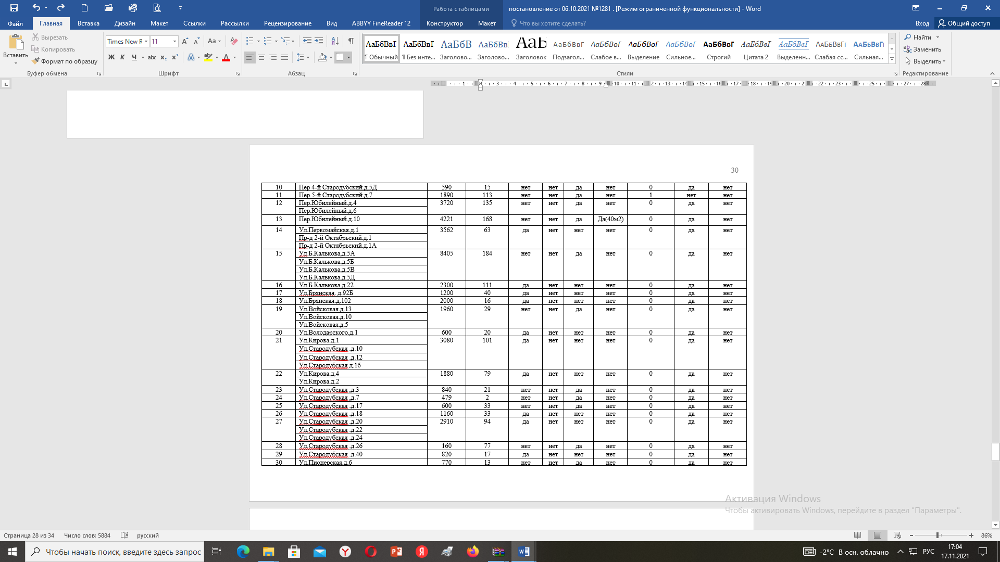 постановление от 06.10.2021 №1281 . [Режим ограниченной функциональности] - Word
Работа с таблицами
Файл Главная Вставка Дизайн Макет Ссылки Рассылки Рецензирование Вид ABBYY FineReader 12 Конструктор Макет Что вы хотите сделать? Вход Общий доступ
Вставить
Вырезать
Копировать
Формат по образцу
Буфер обмена
Times New R 11
Ж К Ч abc x₂ x²
Шрифт
Абзац
АаБбВвІ АаБбВвІ АаБбВ АаБбВ АаБ АаБбВвГ АаБбВвГ АаБбВвГ АаБбВвГ АаБбВвГ АаБбВвІ АаБбВвІ АаБбВвГг АаБбВвГ
¶ Обычный ¶ Без инте... Заголово... Заголово... Заголовок Подзагол... Слабое в... Выделение Сильное... Строгий Цитата 2 Выделенн... Слабая сс... Сильная...
Стили
Найти
Заменить
Выделить
Редактирование
30
10 Пер 4-й Стародубский.д.5Д 590 15 нет нет да нет 0 да нет
11 Пер.5-й Стародубский.д.7 1890 113 нет нет да нет 1 нет нет
12 Пер.Юбилейный.д.4 3720 135 нет нет да нет 0 да нет
Пер.Юбилейный.д.6
13 Пер.Юбилейный.д.10 4221 168 нет нет да Да(40м2) 0 да нет
14 Ул.Первомайская.д.1 3562 63 да нет нет нет 0 да нет
Пр-д 2-й Октябрьский.д.1
Пр-д 2-й Октябрьский.д.1А
15 Ул Б.Калькова,д.5А 8405 184 нет нет да нет 0 да нет
Ул.Б.Калькова.д.5Б
Ул.Б.Калькова.д.5В
Ул.Б.Калькова.д.5Д
16 Ул.Б.Калькова.д.22 2300 111 да нет нет нет 0 да нет
17 Ул.Брянская. д.92Б 1200 40 да нет нет нет 0 да нет
18 Ул.Брянская.д.102 2000 16 да нет нет нет 0 да нет
19 Ул.Войсковая.д.13 1960 29 нет нет да нет 0 да нет
Ул.Войсковая.д.10
Ул.Войсковая.д.5
20 Ул.Володарского.д.1 600 20 да нет нет нет 0 да нет
21 Ул.Кирова.д.1 3080 101 да нет нет нет 0 да нет
Ул.Стародубская .д.10
Ул.Стародубская .д.12
Ул.Стародубская д.16
22 Ул.Кирова.д.4 1880 79 да нет нет нет 0 да нет
Ул.Кирова.д.2
23 Ул.Стародубская ,д.3 840 21 нет нет да нет 0 да нет
24 Ул.Стародубская ,д.7 479 2 нет нет да нет 0 да нет
25 Ул.Стародубская .д.17 600 33 нет нет да нет 0 да нет
26 Ул.Стародубская .д.18 1160 33 да нет нет нет 0 да нет
27 Ул.Стародубская .д.20 2910 94 да нет нет нет 0 да нет
Ул.Стародубская .д.22
Ул.Стародубская .д.24
28 Ул.Стародубская .д.26 160 77 нет нет да нет 0 да нет
29 Ул.Стародубская .д.40 820 17 да нет нет нет 0 да нет
30 Ул.Пионерская.д.6 770 13 нет нет да нет 0 да нет
Активация Windows
Чтобы активировать Windows, перейдите в раздел "Параметры".
Страница 28 из 34 Число слов: 5884 русский 86%
Чтобы начать поиск, введите здесь запрос
-2°C В осн. облачно РУС 17:04
17.11.2021